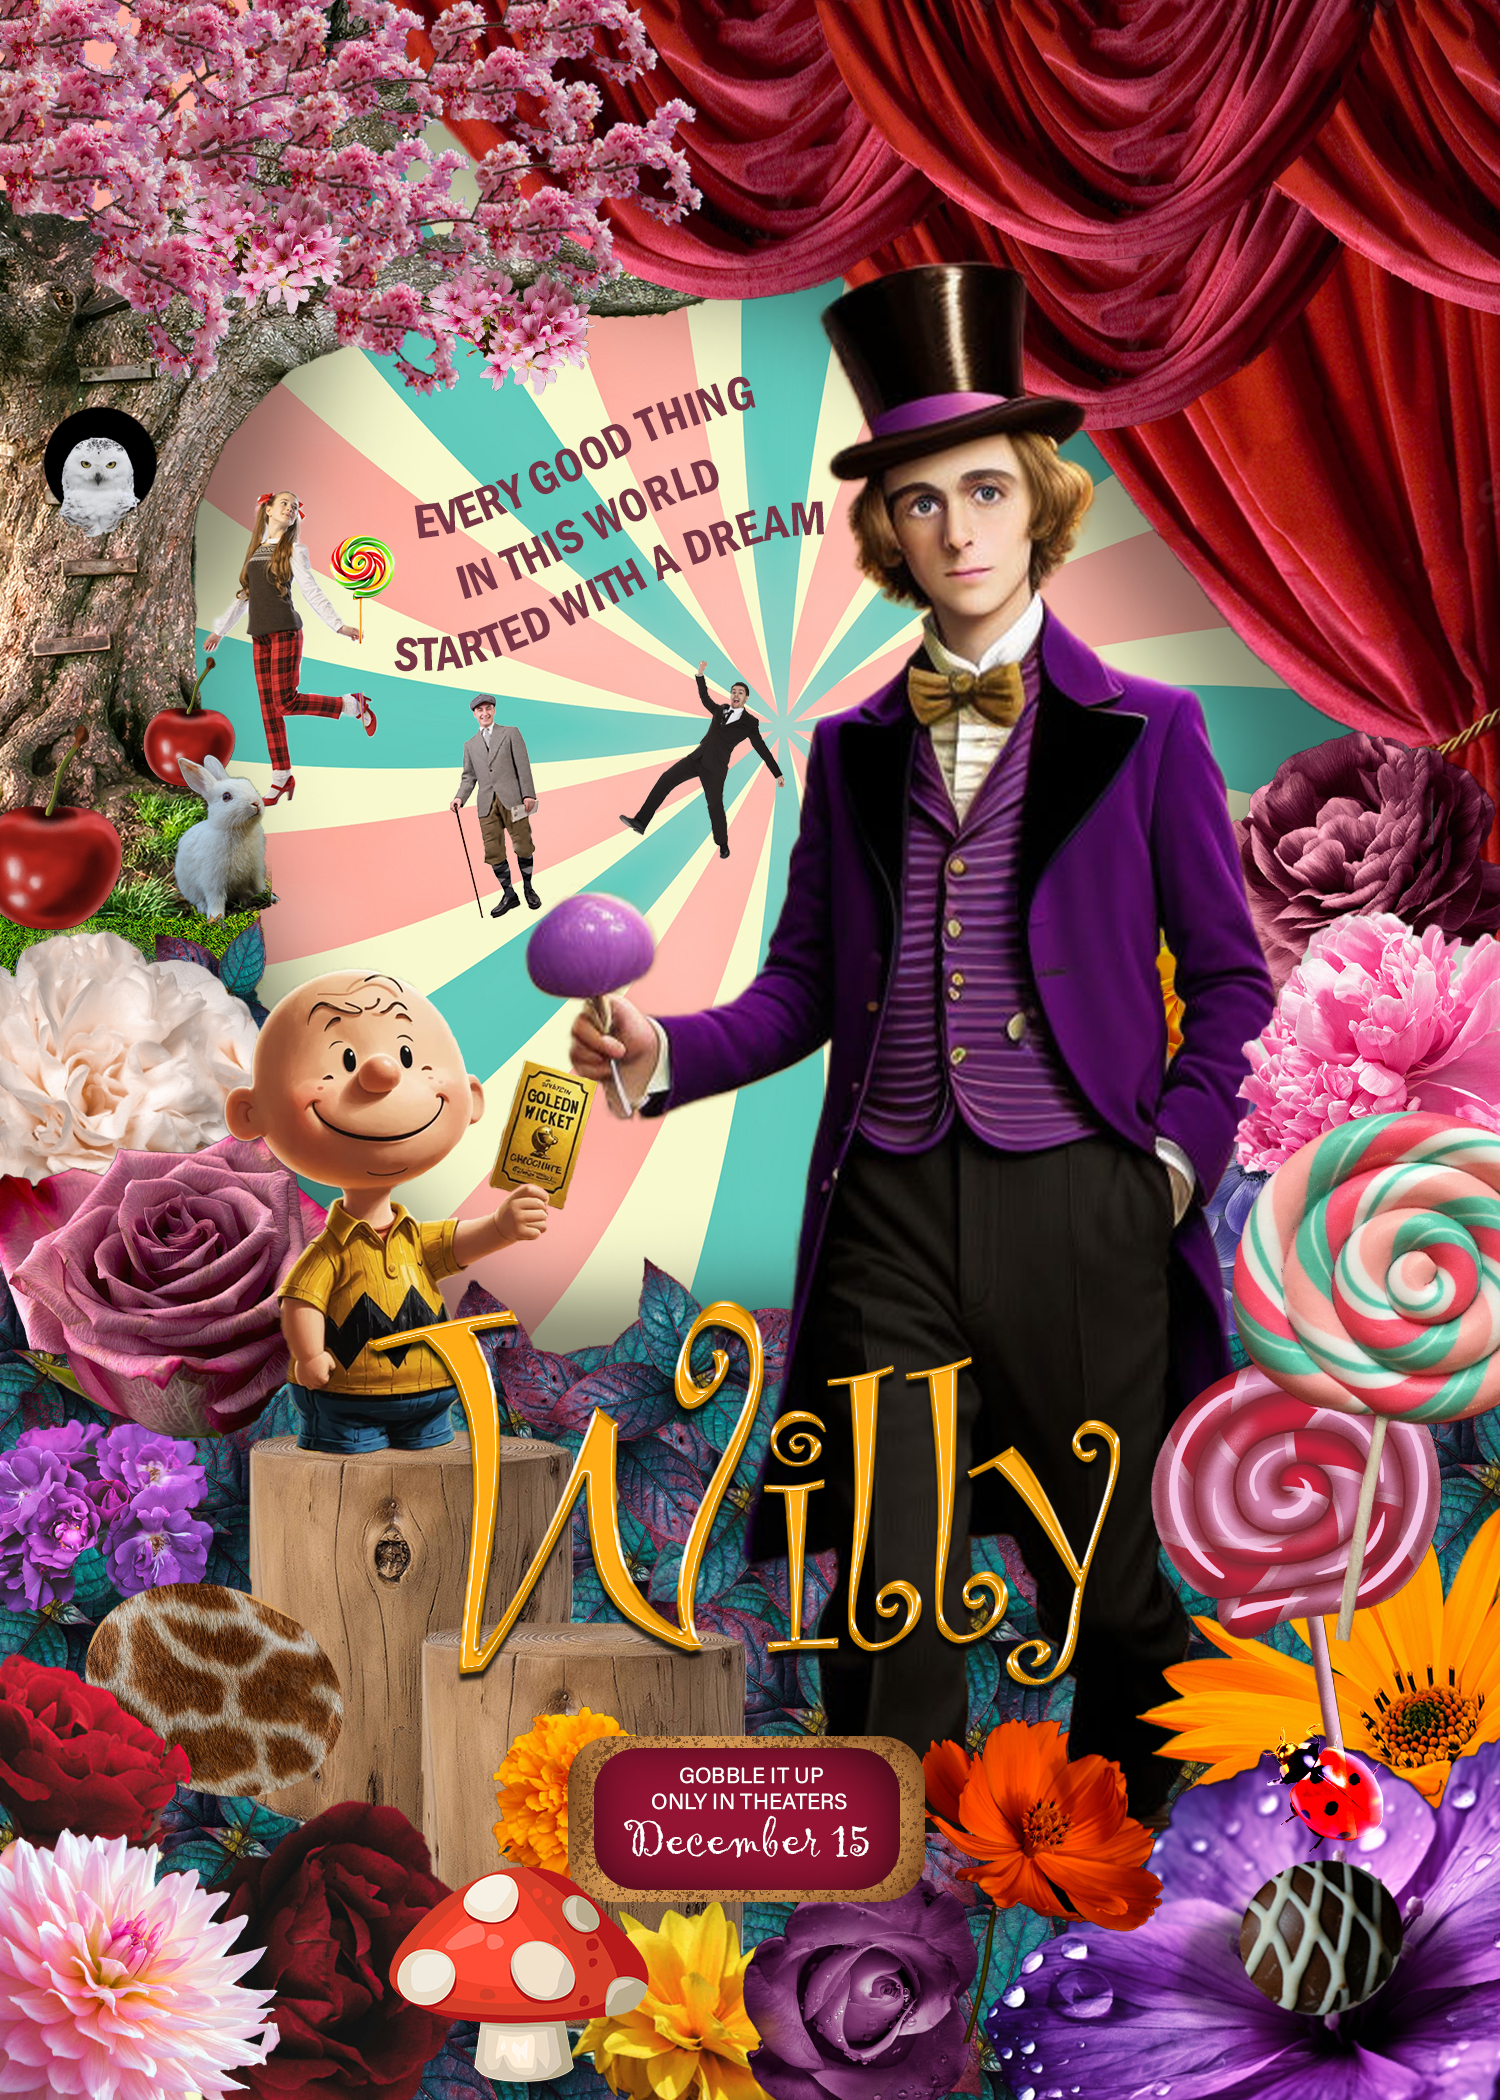 EVERY GOOD THING
IN THIS WORLD
STARTED WITH A DREAM
GOLEDN
WICKET
Willy
GOBBLE IT UP
ONLY IN THEATERS
December 15